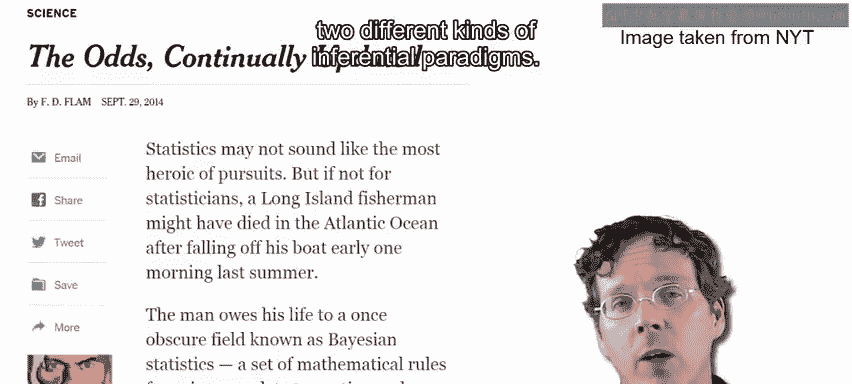 SCIENCE
two different kinds of
inferential paradigms.
Image taken from NYT
The Odds, Continually
By F. D. FLAM SEPT. 29, 2014
Email
Share
Tweet
Save
More
Statistics may not sound like the most
heroic of pursuits. But if not for
statisticians, a Long Island fisherman
might have died in the Atlantic Ocean
after falling off his boat early one
morning last summer.
The man owes his life to a once
obscure field known as Bayesian
statistics — a set of mathematical rules